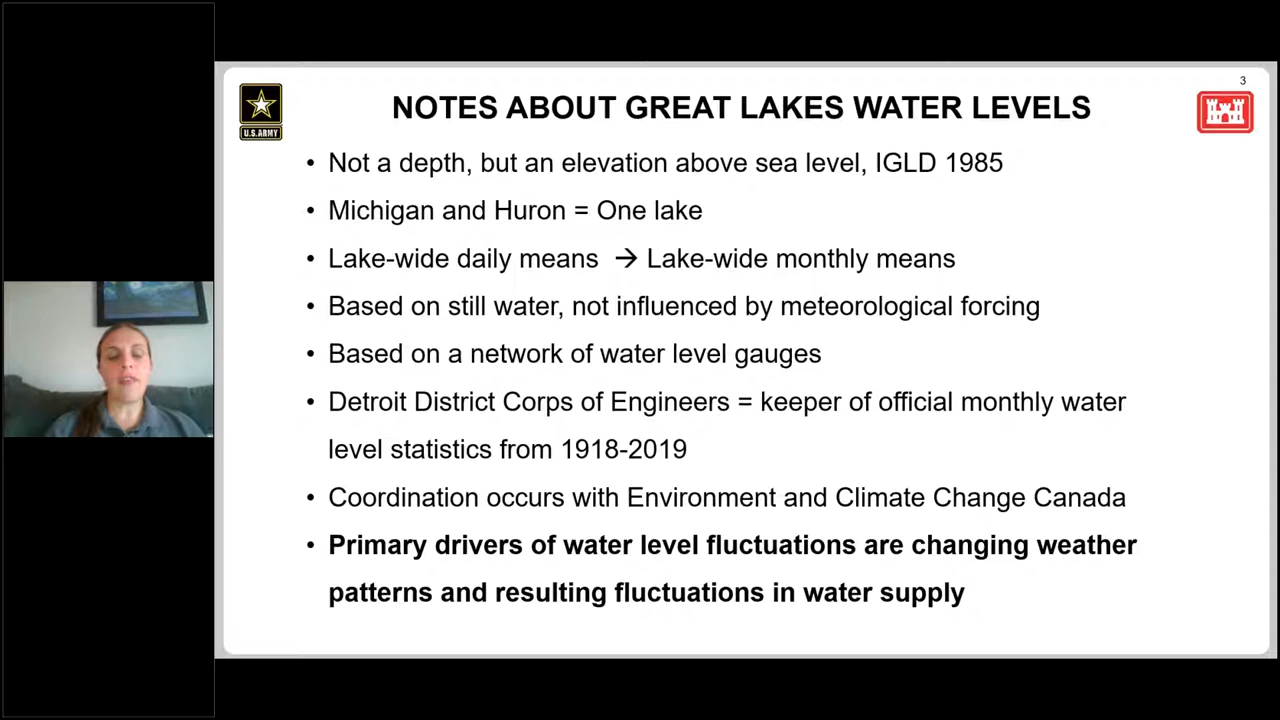 3
NOTES ABOUT GREAT LAKES WATER LEVELS
U.S.ARMY
• Not a depth, but an elevation above sea level, IGLD 1985
• Michigan and Huron = One lake
• Lake-wide daily means → Lake-wide monthly means
• Based on still water, not influenced by meteorological forcing
• Based on a network of water level gauges
• Detroit District Corps of Engineers = keeper of official monthly water
level statistics from 1918-2019
• Coordination occurs with Environment and Climate Change Canada
• Primary drivers of water level fluctuations are changing weather
patterns and resulting fluctuations in water supply